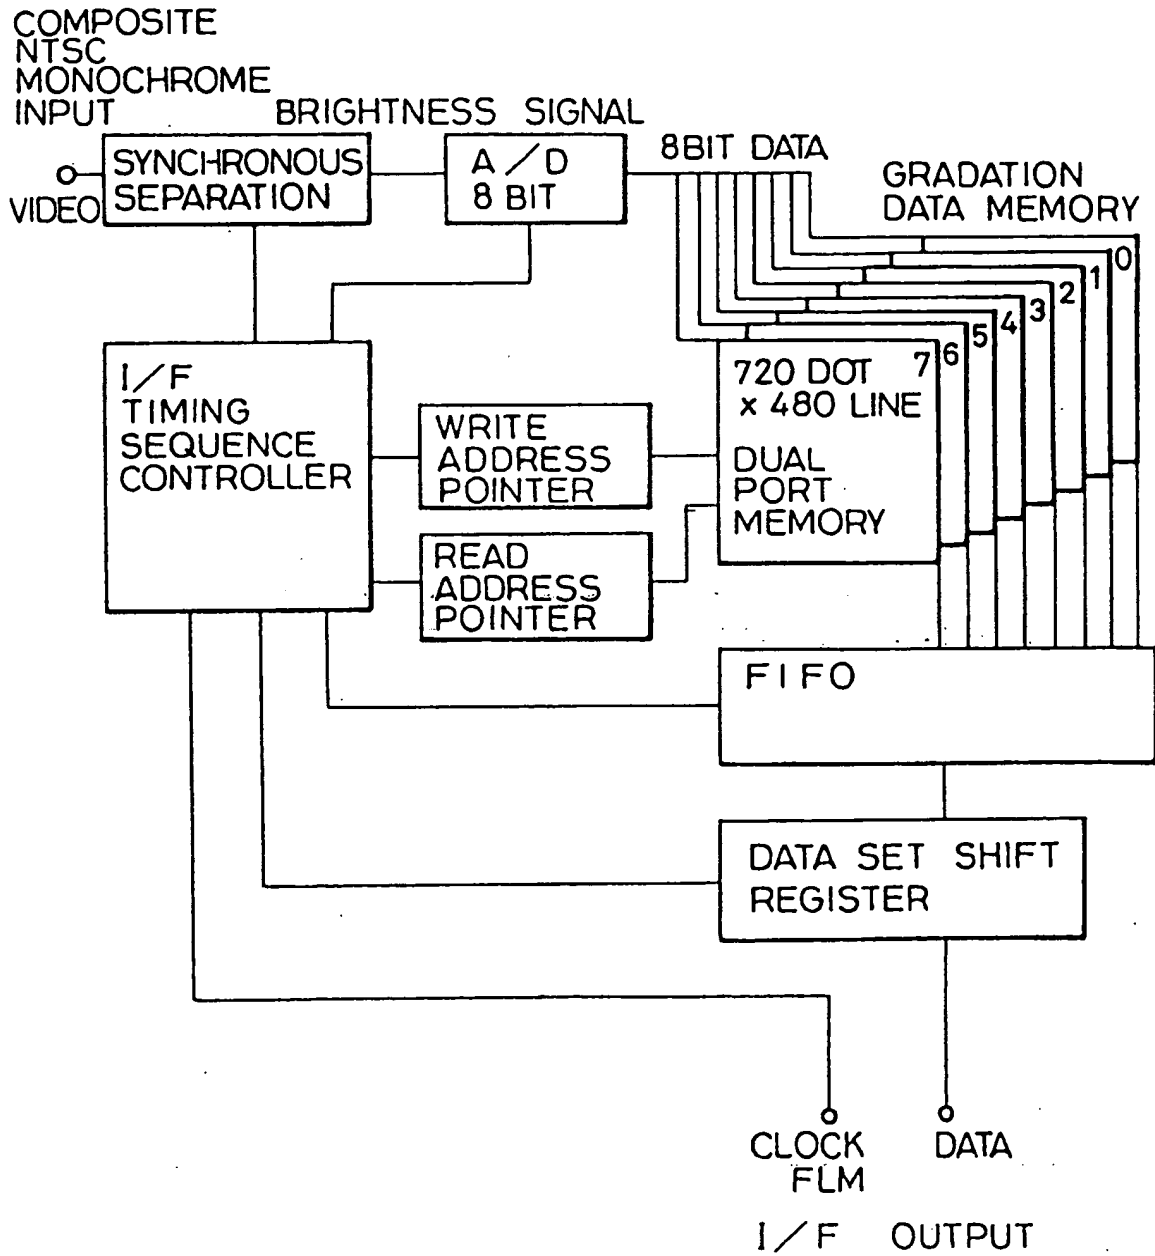 COMPOSITE
NTSC
MONOCHROME
INPUT
BRIGHTNESS SIGNAL
VIDEO
SYNCHRONOUS
SEPARATION
A/D
8 BIT
8BIT DATA
GRADATION
DATA MEMORY
0
1
2
3
4
5
6
7
720 DOT
x 480 LINE
DUAL
PORT
MEMORY
I/F
TIMING
SEQUENCE
CONTROLLER
WRITE
ADDRESS
POINTER
READ
ADDRESS
POINTER
FIFO
DATA SET SHIFT
REGISTER
CLOCK
FLM
DATA
I/F OUTPUT